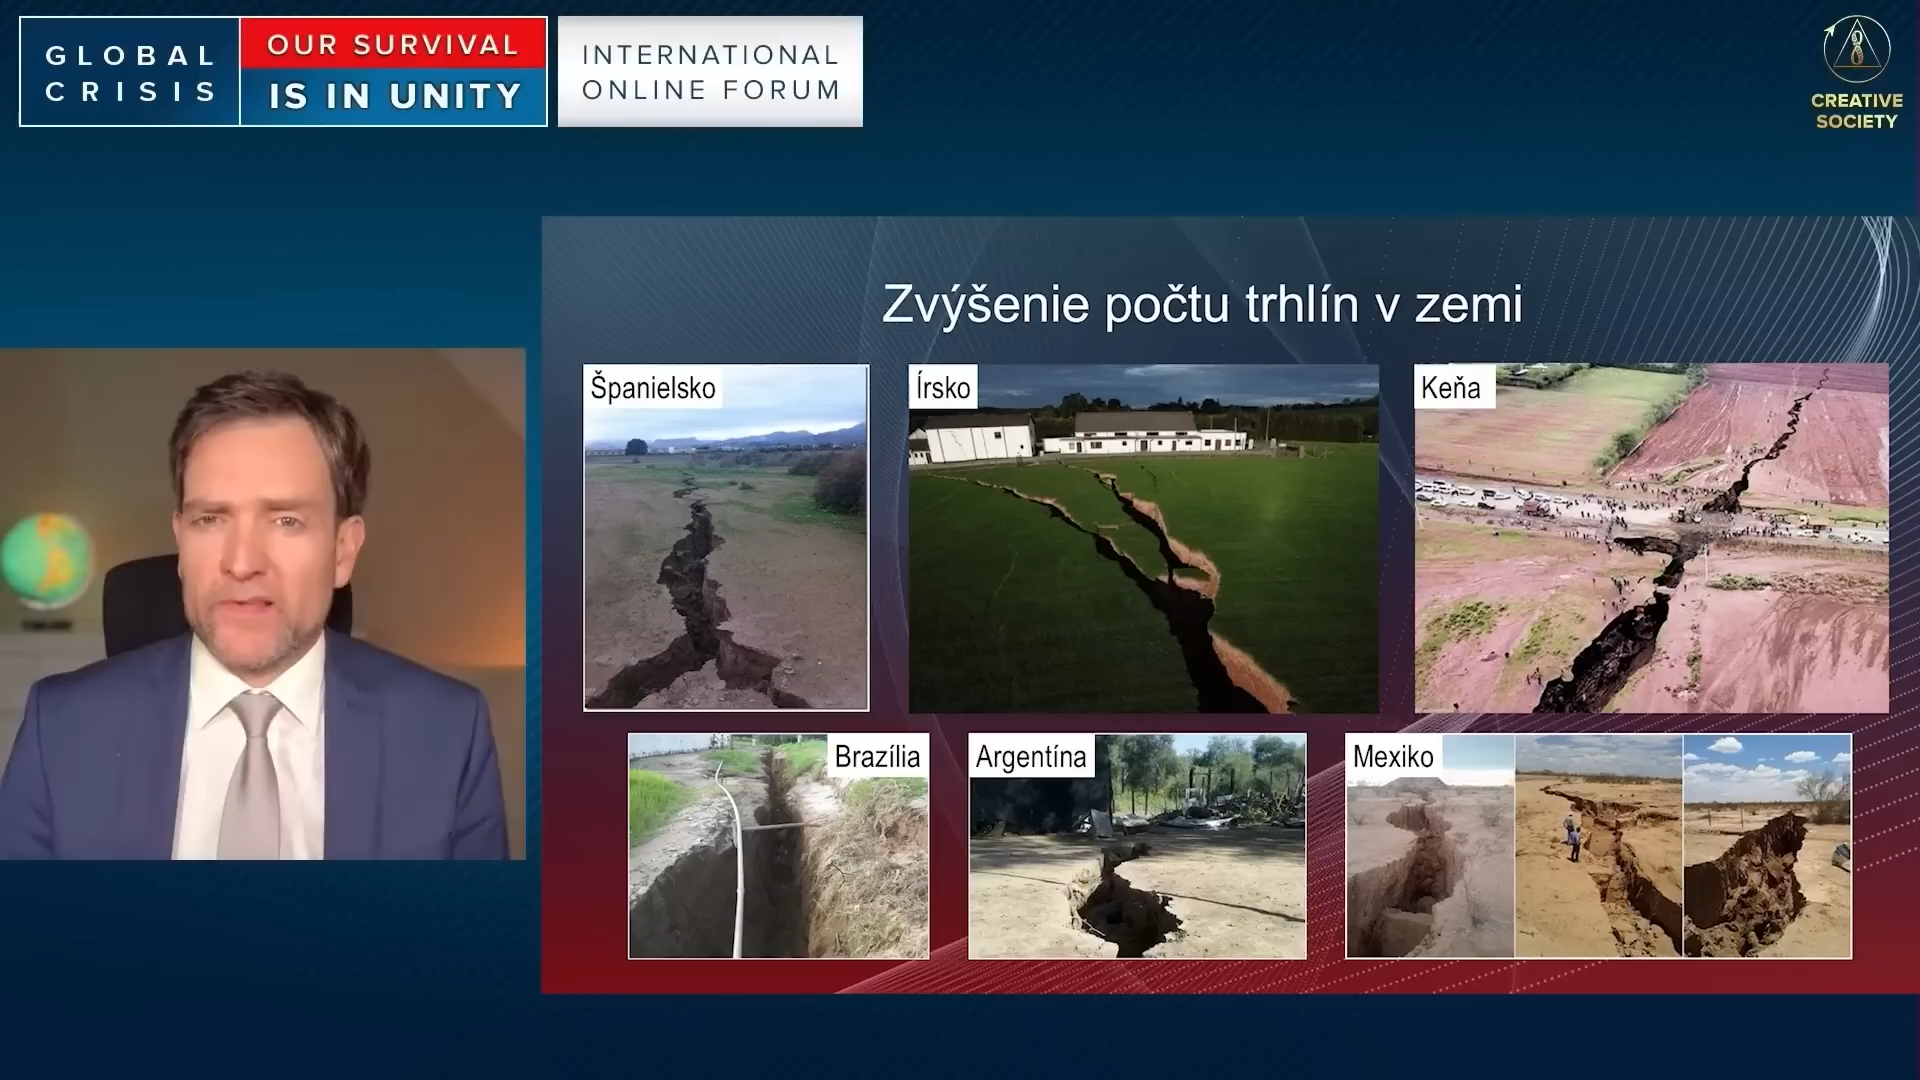 GLOBAL
CRISIS
OUR SURVIVAL
IS IN UNITY
INTERNATIONAL
ONLINE FORUM
CREATIVE
SOCIETY
Zvýšenie počtu trhlín v zemi
Španielsko
Írsko
Keňa
Brazília
Argentína
Mexiko